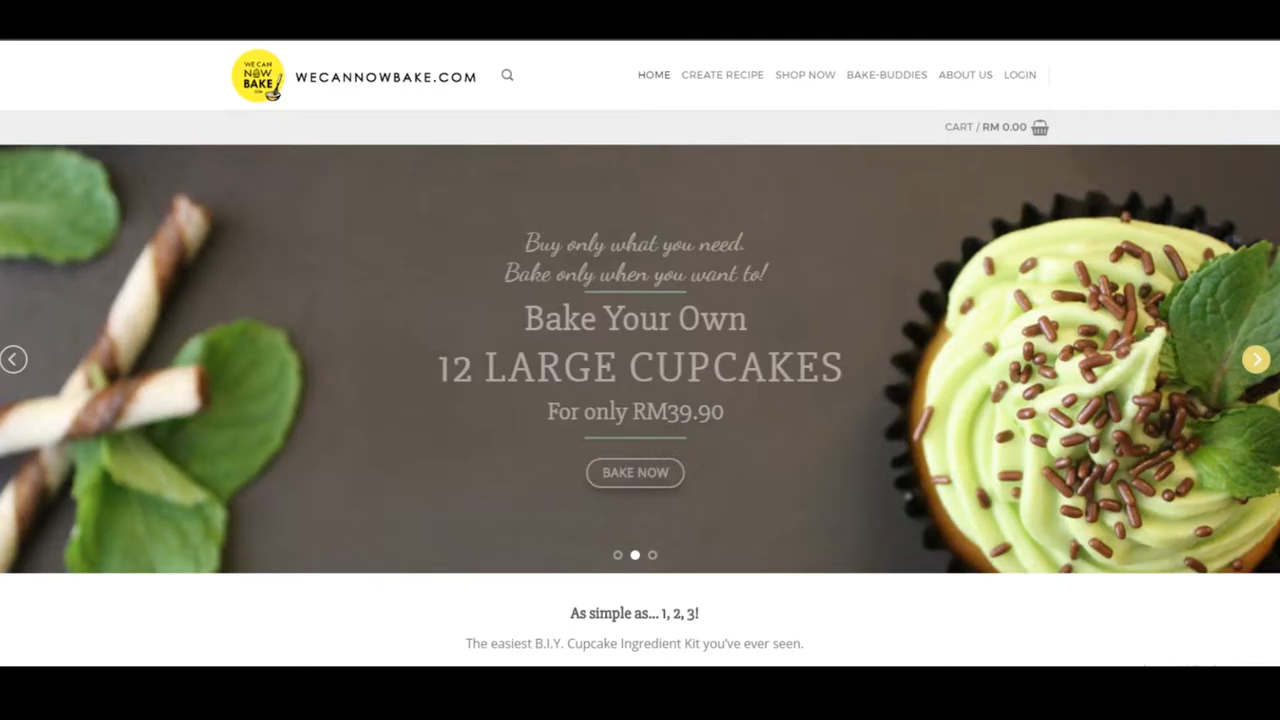 WE CAN
NOW
BAKE
.COM
WECANNOWBAKE.COM
HOME CREATE RECIPE SHOP NOW BAKE-BUDDIES ABOUT US LOGIN
CART / RM 0.00
Buy only what you need.
Bake only when you want to!
Bake Your Own
12 LARGE CUPCAKES
For only RM39.90
BAKE NOW
As simple as... 1, 2, 3!
The easiest B.I.Y. Cupcake Ingredient Kit you've ever seen.